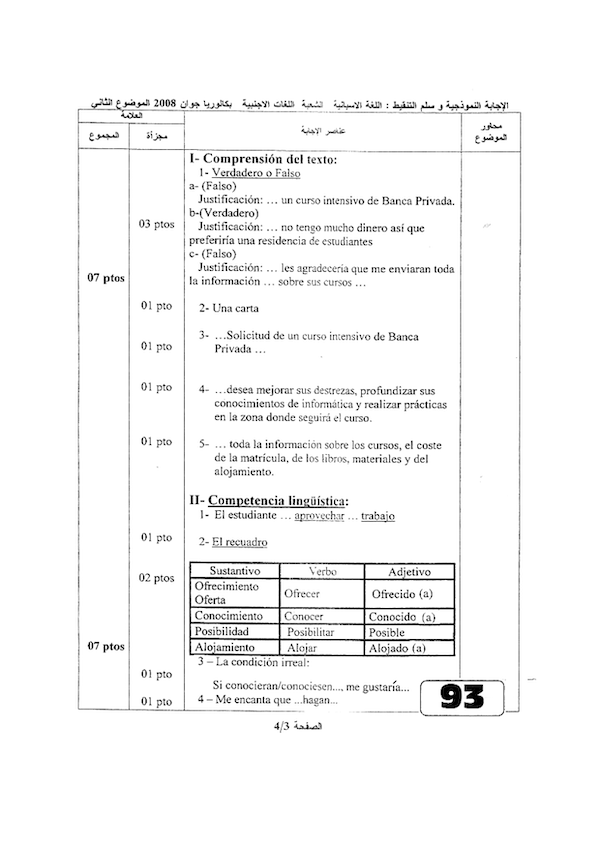 الإجابة النموذجية و سلم التنقيط : اللغة الاسبانية الشعبة اللغات الاجنبية بكالوريا جوان 2008 الموضوع الثاني
العلامة
محاور الموضوع
عناصر الإجابة
مجزأة
المجموع
I- Comprensión del texto:
1- Verdadero o Falso
a- (Falso)
Justificación: … un curso intensivo de Banca Privada.
b-(Verdadero)
03 ptos
Justificación: … no tengo mucho dinero así que
preferiría una residencia de estudiantes
c- (Falso)
Justificación: … les agradecería que me enviaran toda
07 ptos
la información … sobre sus cursos …
01 pto
2- Una carta
3- …Solicitud de un curso intensivo de Banca
01 pto
Privada …
01 pto
4- …desea mejorar sus destrezas, profundizar sus
conocimientos de informática y realizar prácticas
en la zona donde seguirá el curso.
01 pto
5- … toda la información sobre los cursos, el coste
de la matrícula, de los libros, materiales y del
alojamiento.
II- Competencia lingüística:
1- El estudiante … aprovechar … trabajo
01 pto
2- El recuadro
02 ptos
Sustantivo Verbo Adjetivo
Ofrecimiento
Oferta Ofrecer Ofrecido (a)
Conocimiento Conocer Conocido (a)
Posibilidad Posibilitar Posible
07 ptos
Alojamiento Alojar Alojado (a)
3 – La condición irreal:
01 pto
Si conocieran/conociesen..., me gustaría...
01 pto
4 – Me encanta que ...hagan...
93
الصفحة 4/3